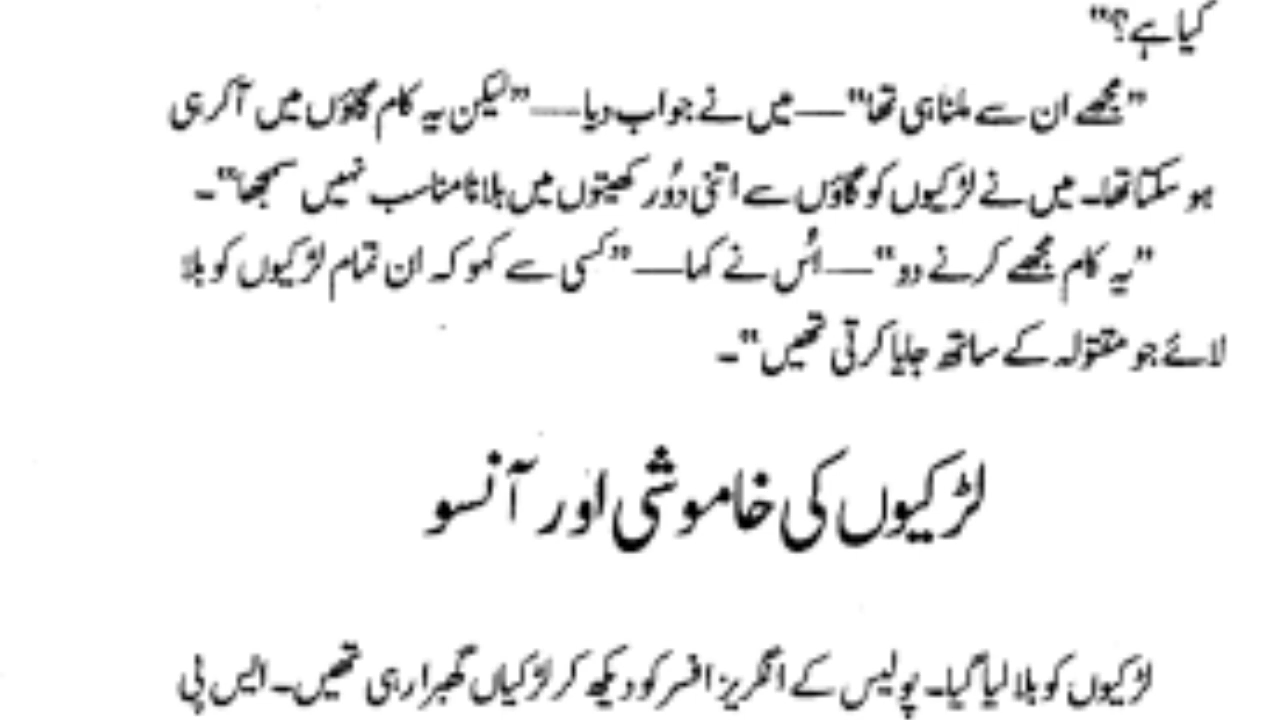 کیا ہے؟"
"مجھے ان سے ملنا ہی تھا"—میں نے جواب دیا—"لیکن یہ کام گاؤں میں آکر ہی
ہو سکتا تھا۔ میں نے لڑکیوں کو گاؤں سے اتنی دُور کھیتوں میں بلانا مناسب نہیں سمجھا"۔
"یہ کام مجھے کرنے دو"—اُس نے کہا—"کسی سے کہو کہ ان تمام لڑکیوں کو بلا
لائے جو مقتولہ کے ساتھ جایا کرتی تھیں"۔
لڑکیوں کی خاموشی اور آنسو
لڑکیوں کو بلا لیا گیا۔ پولیس کے انگریز افسر کو دیکھ کر لڑکیاں گھبرا رہی تھیں۔ ایس پی